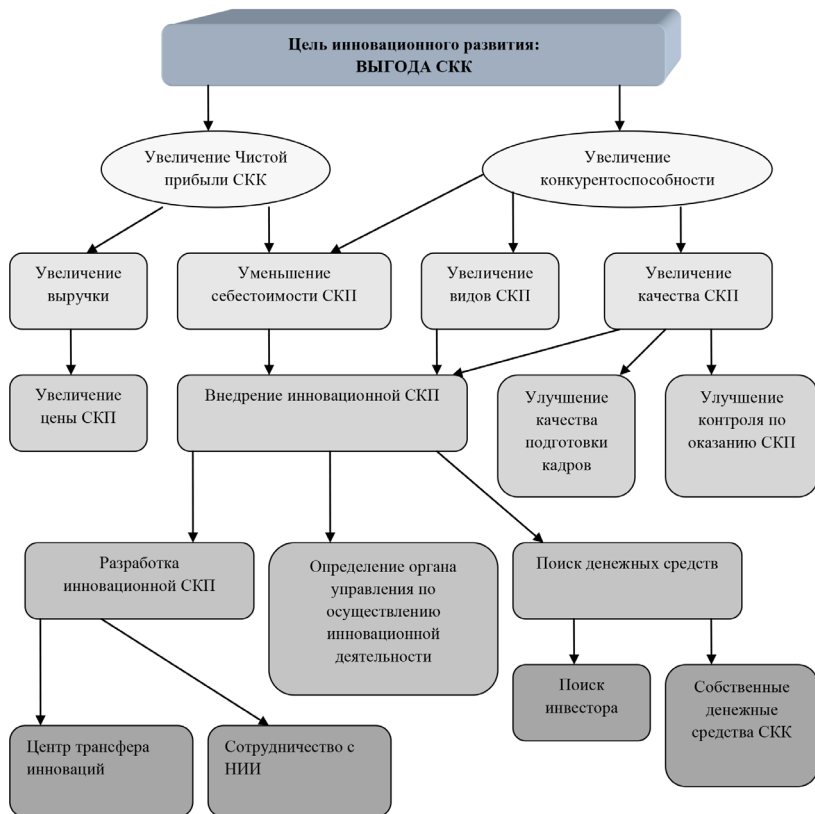 Цель инновационного развития:
ВЫГОДА СКК
Увеличение Чистой
прибыли СКК
Увеличение
конкурентоспособности
Увеличение
выручки
Уменьшение
себестоимости СКП
Увеличение
видов СКП
Увеличение
качества СКП
Увеличение
цены СКП
Внедрение инновационной СКП
Улучшение
качества
подготовки
кадров
Улучшение
контроля по
оказанию СКП
Разработка
инновационной СКП
Определение органа
управления по
осуществлению
инновационной
деятельности
Поиск денежных средств
Поиск
инвестора
Собственные
денежные
средства СКК
Центр трансфера
инноваций
Сотрудничество с
НИИ